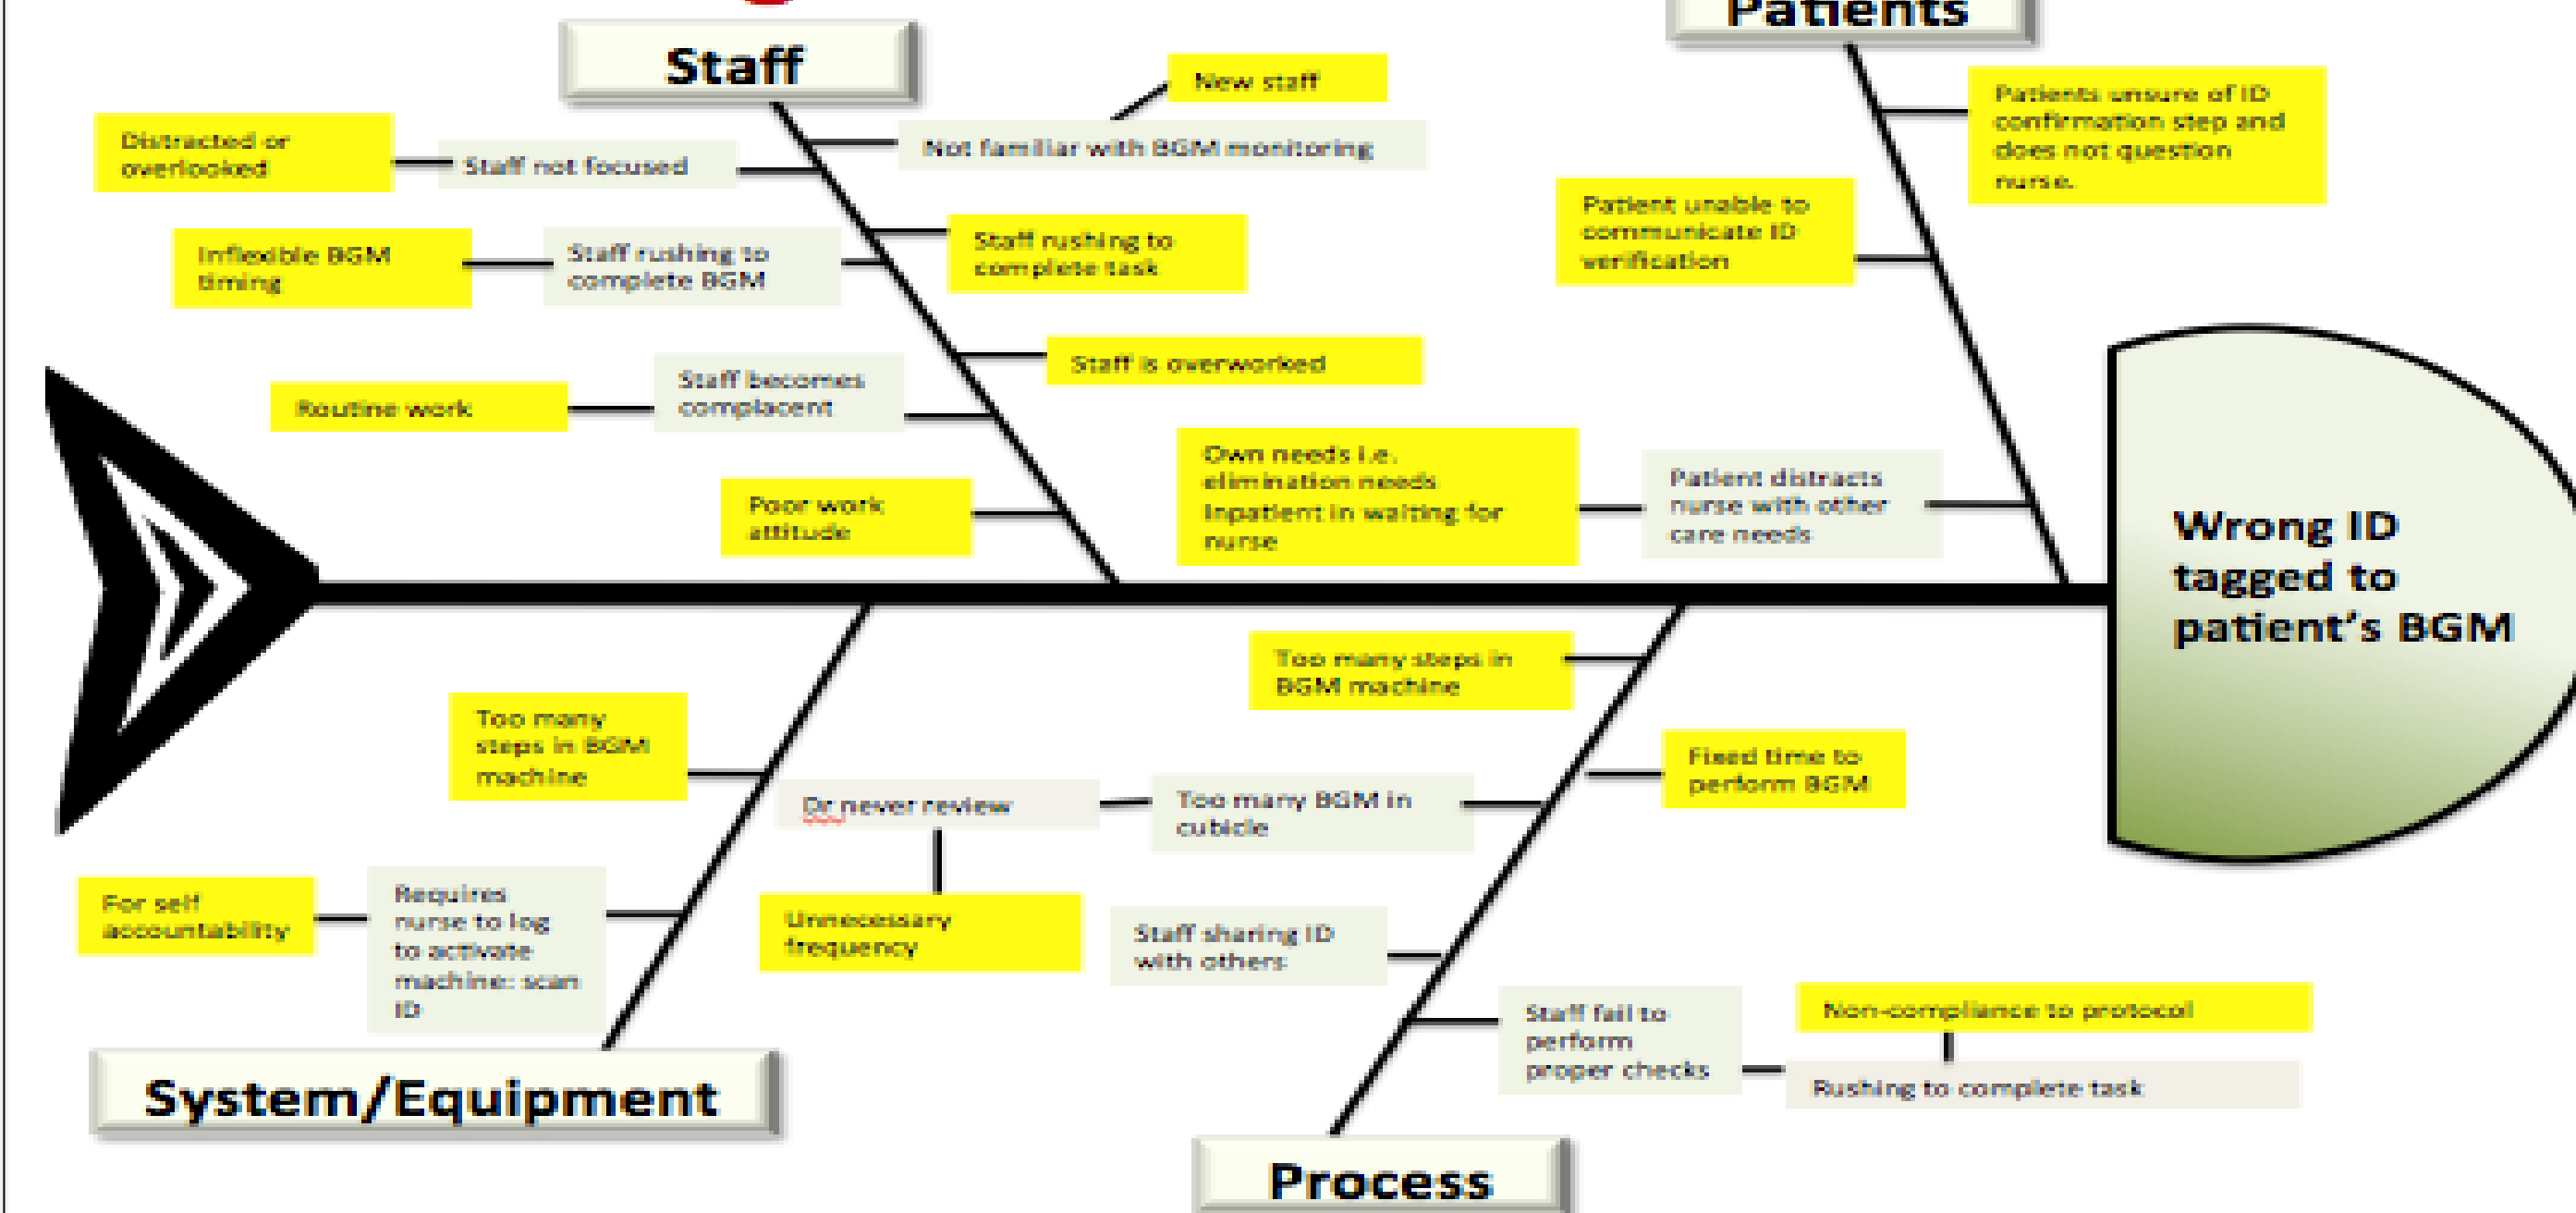 Patients
Staff
New staff
Distracted or
overlooked
Staff not focused
Not familiar with BGM monitoring
Patients unsure of ID
confirmation step and
does not question
nurse.
Inflexible BGM
timing
Staff rushing to
complete BGM
Staff rushing to
complete task
Patient unable to
communicate ID
verification
Staff is overworked
Routine work
Staff becomes
complacent
Own needs i.e.
elimination needs
Inpatient in waiting for
nurse
Patient distracts
nurse with other
care needs
Poor work
attitude
Wrong ID
tagged to
patient's BGM
Too many steps in
BGM machine
Too many
steps in BGM
machine
Fixed time to
perform BGM
Dr never review
Too many BGM in
cubicle
For self
accountability
Requires
nurse to log
to activate
machine: scan
ID
Unnecessary
frequency
Staff sharing ID
with others
Staff fail to
perform
proper checks
Non-compliance to protocol
Rushing to complete task
System/Equipment
Process